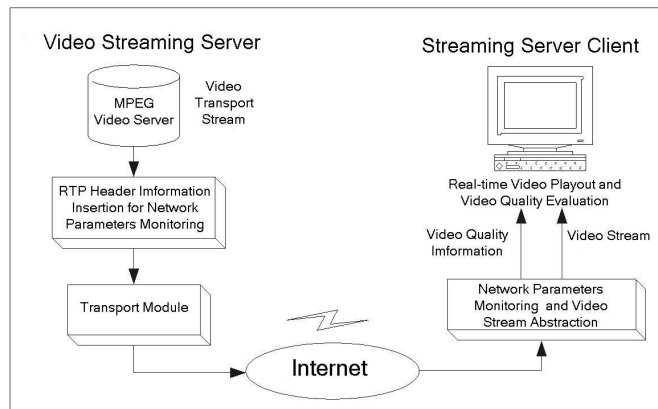 Video Streaming Server
MPEG
Video Server
Video
Transport
Stream
RTP Header Imformation
Insertion for Network
Parameters Monitoring
Transport Module
Internet
Streaming Server Client
Real-time Video Playout and
Video Quality Evaluation
Video Quality
Imformation
Video Stream
Network Parameters
Monitoring and Video
Stream Abstraction